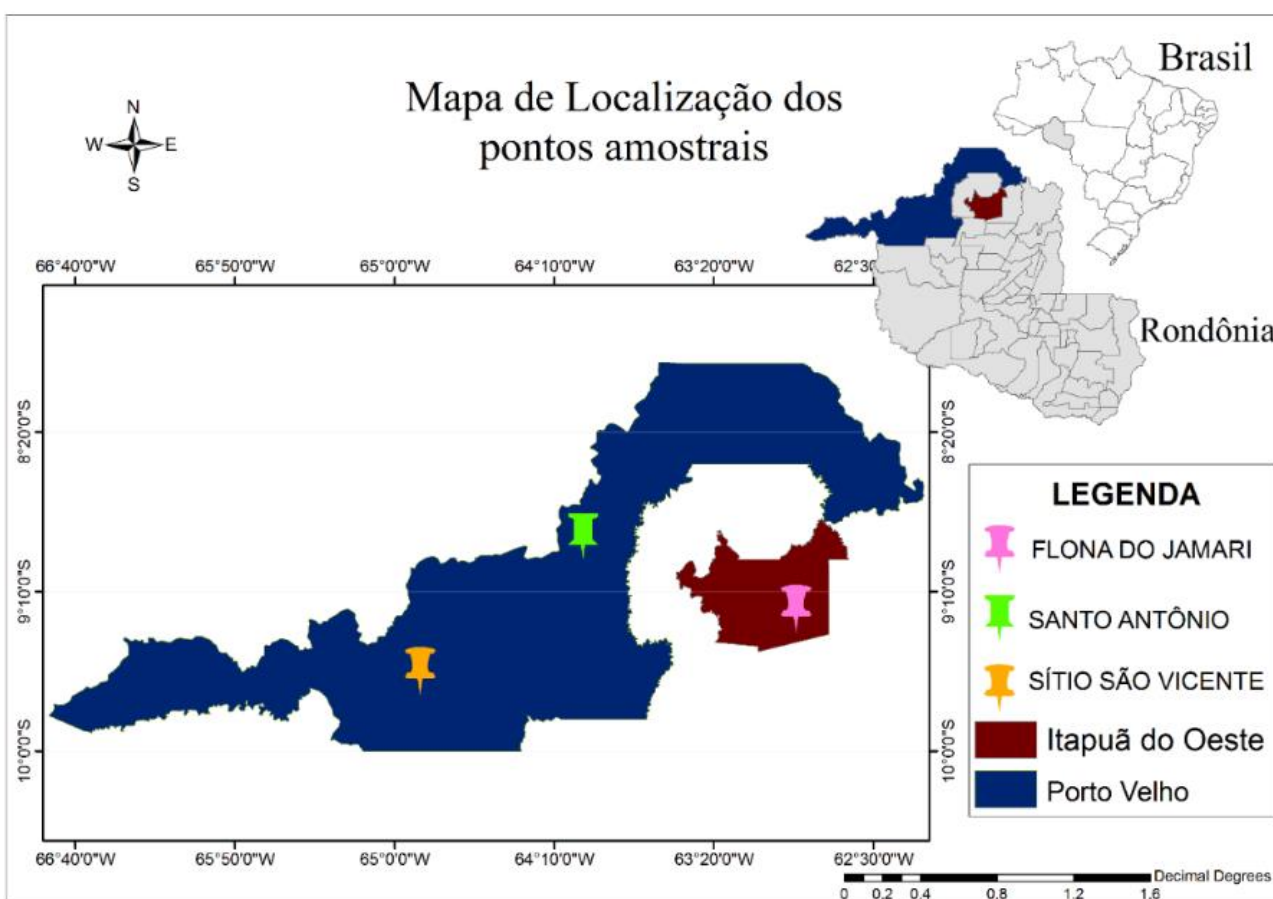 Mapa de Localização dos
pontos amostrais
Brasil
Rondônia
N
W E
S
66°40'0"W 65°50'0"W 65°0'0"W 64°10'0"W 63°20'0"W 62°30'
8°20'0"S 8°20'0"S
9°10'0"S 9°10'0"S
10°0'0"S 10°0'0"S
66°40'0"W 65°50'0"W 65°0'0"W 64°10'0"W 63°20'0"W 62°30'0"W
LEGENDA
FLONA DO JAMARI
SANTO ANTÔNIO
SÍTIO SÃO VICENTE
Itapuã do Oeste
Porto Velho
Decimal Degrees
0 0.2 0.4 0.8 1.2 1.6